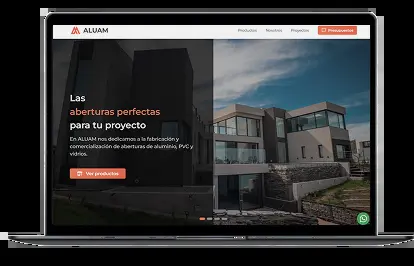 ALUAM
Productos Nosotros Proyectos Presupuestos
Las
aberturas perfectas
para tu proyecto
En ALUAM nos dedicamos a la fabricación y
comercialización de aberturas de aluminio, PVC y
vidrios.
Ver productos